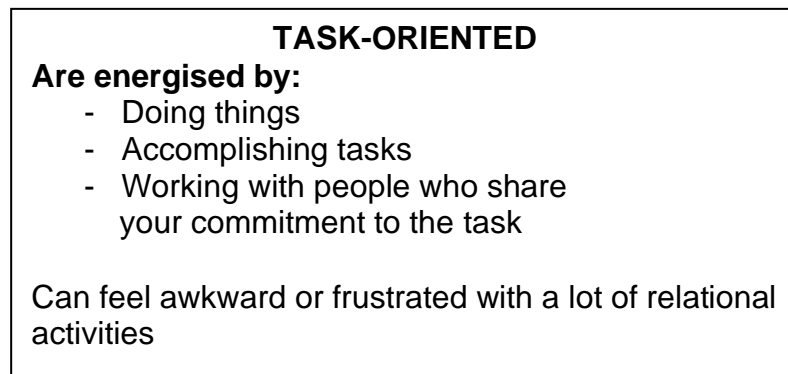 TASK-ORIENTED
Are energised by:
- Doing things
- Accomplishing tasks
- Working with people who share
your commitment to the task
Can feel awkward or frustrated with a lot of relational
activities